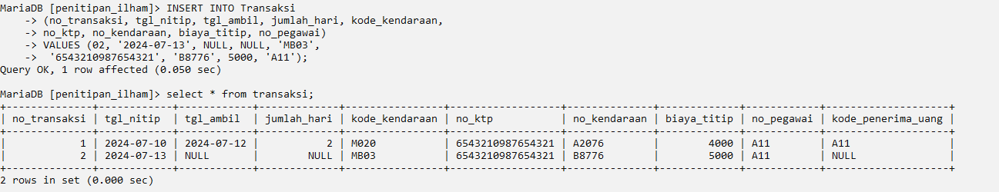 MariaDB [penitipan_ilham]> INSERT INTO Transaksi
    -> (no_transaksi, tgl_nitip, tgl_ambil, jumlah_hari, kode_kendaraan,
    -> no_ktp, no_kendaraan, biaya_titip, no_pegawai)
    -> VALUES (02, '2024-07-13', NULL, NULL, 'MB03',
    ->  '6543210987654321', 'B8776', 5000, 'A11');
Query OK, 1 row affected (0.050 sec)
MariaDB [penitipan_ilham]> select * from transaksi;
+--------------+------------+------------+-------------+----------------+------------------+--------------+-------------+------------+--------------------+
| no_transaksi | tgl_nitip  | tgl_ambil  | jumlah_hari | kode_kendaraan | no_ktp           | no_kendaraan | biaya_titip | no_pegawai | kode_penerima_uang |
+--------------+------------+------------+-------------+----------------+------------------+--------------+-------------+------------+--------------------+
|            1 | 2024-07-10 | 2024-07-12 |           2 | M020           | 6543210987654321 | A2076        |        4000 | A11        | A11                |
|            2 | 2024-07-13 | NULL       |        NULL | MB03           | 6543210987654321 | B8776        |        5000 | A11        | NULL               |
+--------------+------------+------------+-------------+----------------+------------------+--------------+-------------+------------+--------------------+
2 rows in set (0.000 sec)